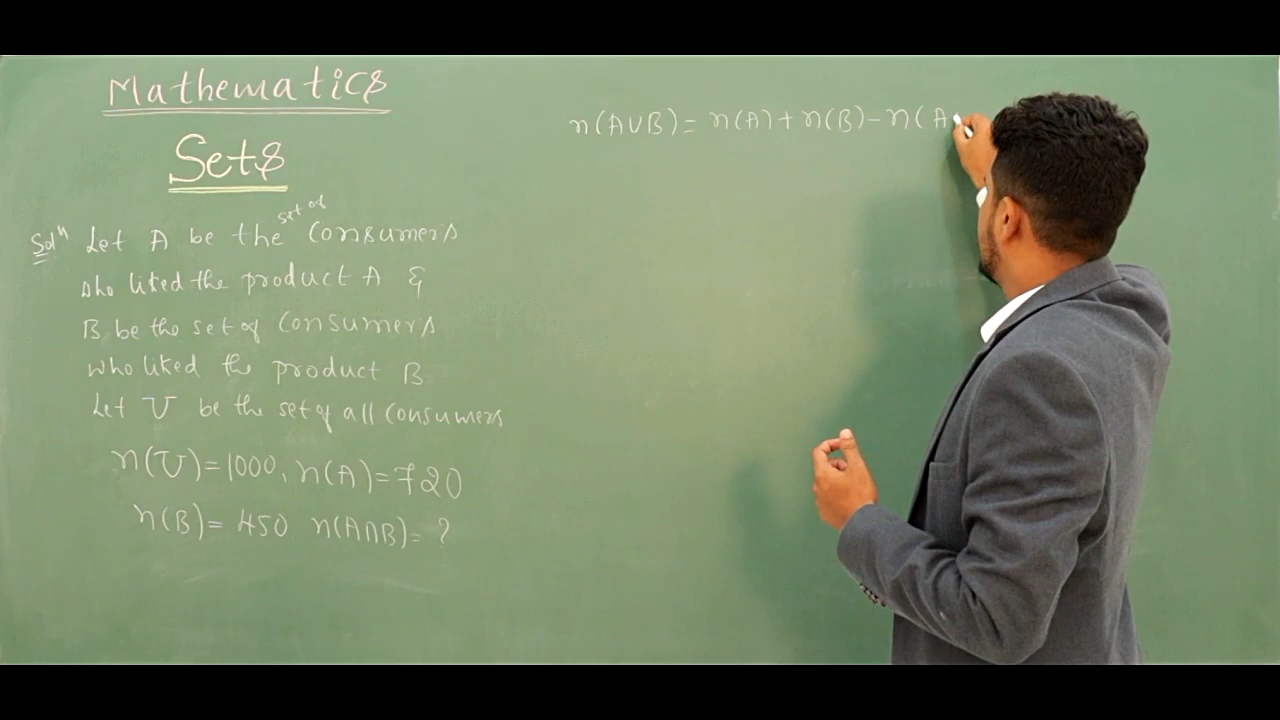 Mathematics
Sets
Solⁿ Let A be the set of consumers
who liked the product A &
B be the set of consumers
who liked the product B
Let U be the set of all consumers
n(U)=1000, n(A)=720
n(B)= 450 n(A∩B)= ?
n(A∪B)= n(A)+n(B)-n(A